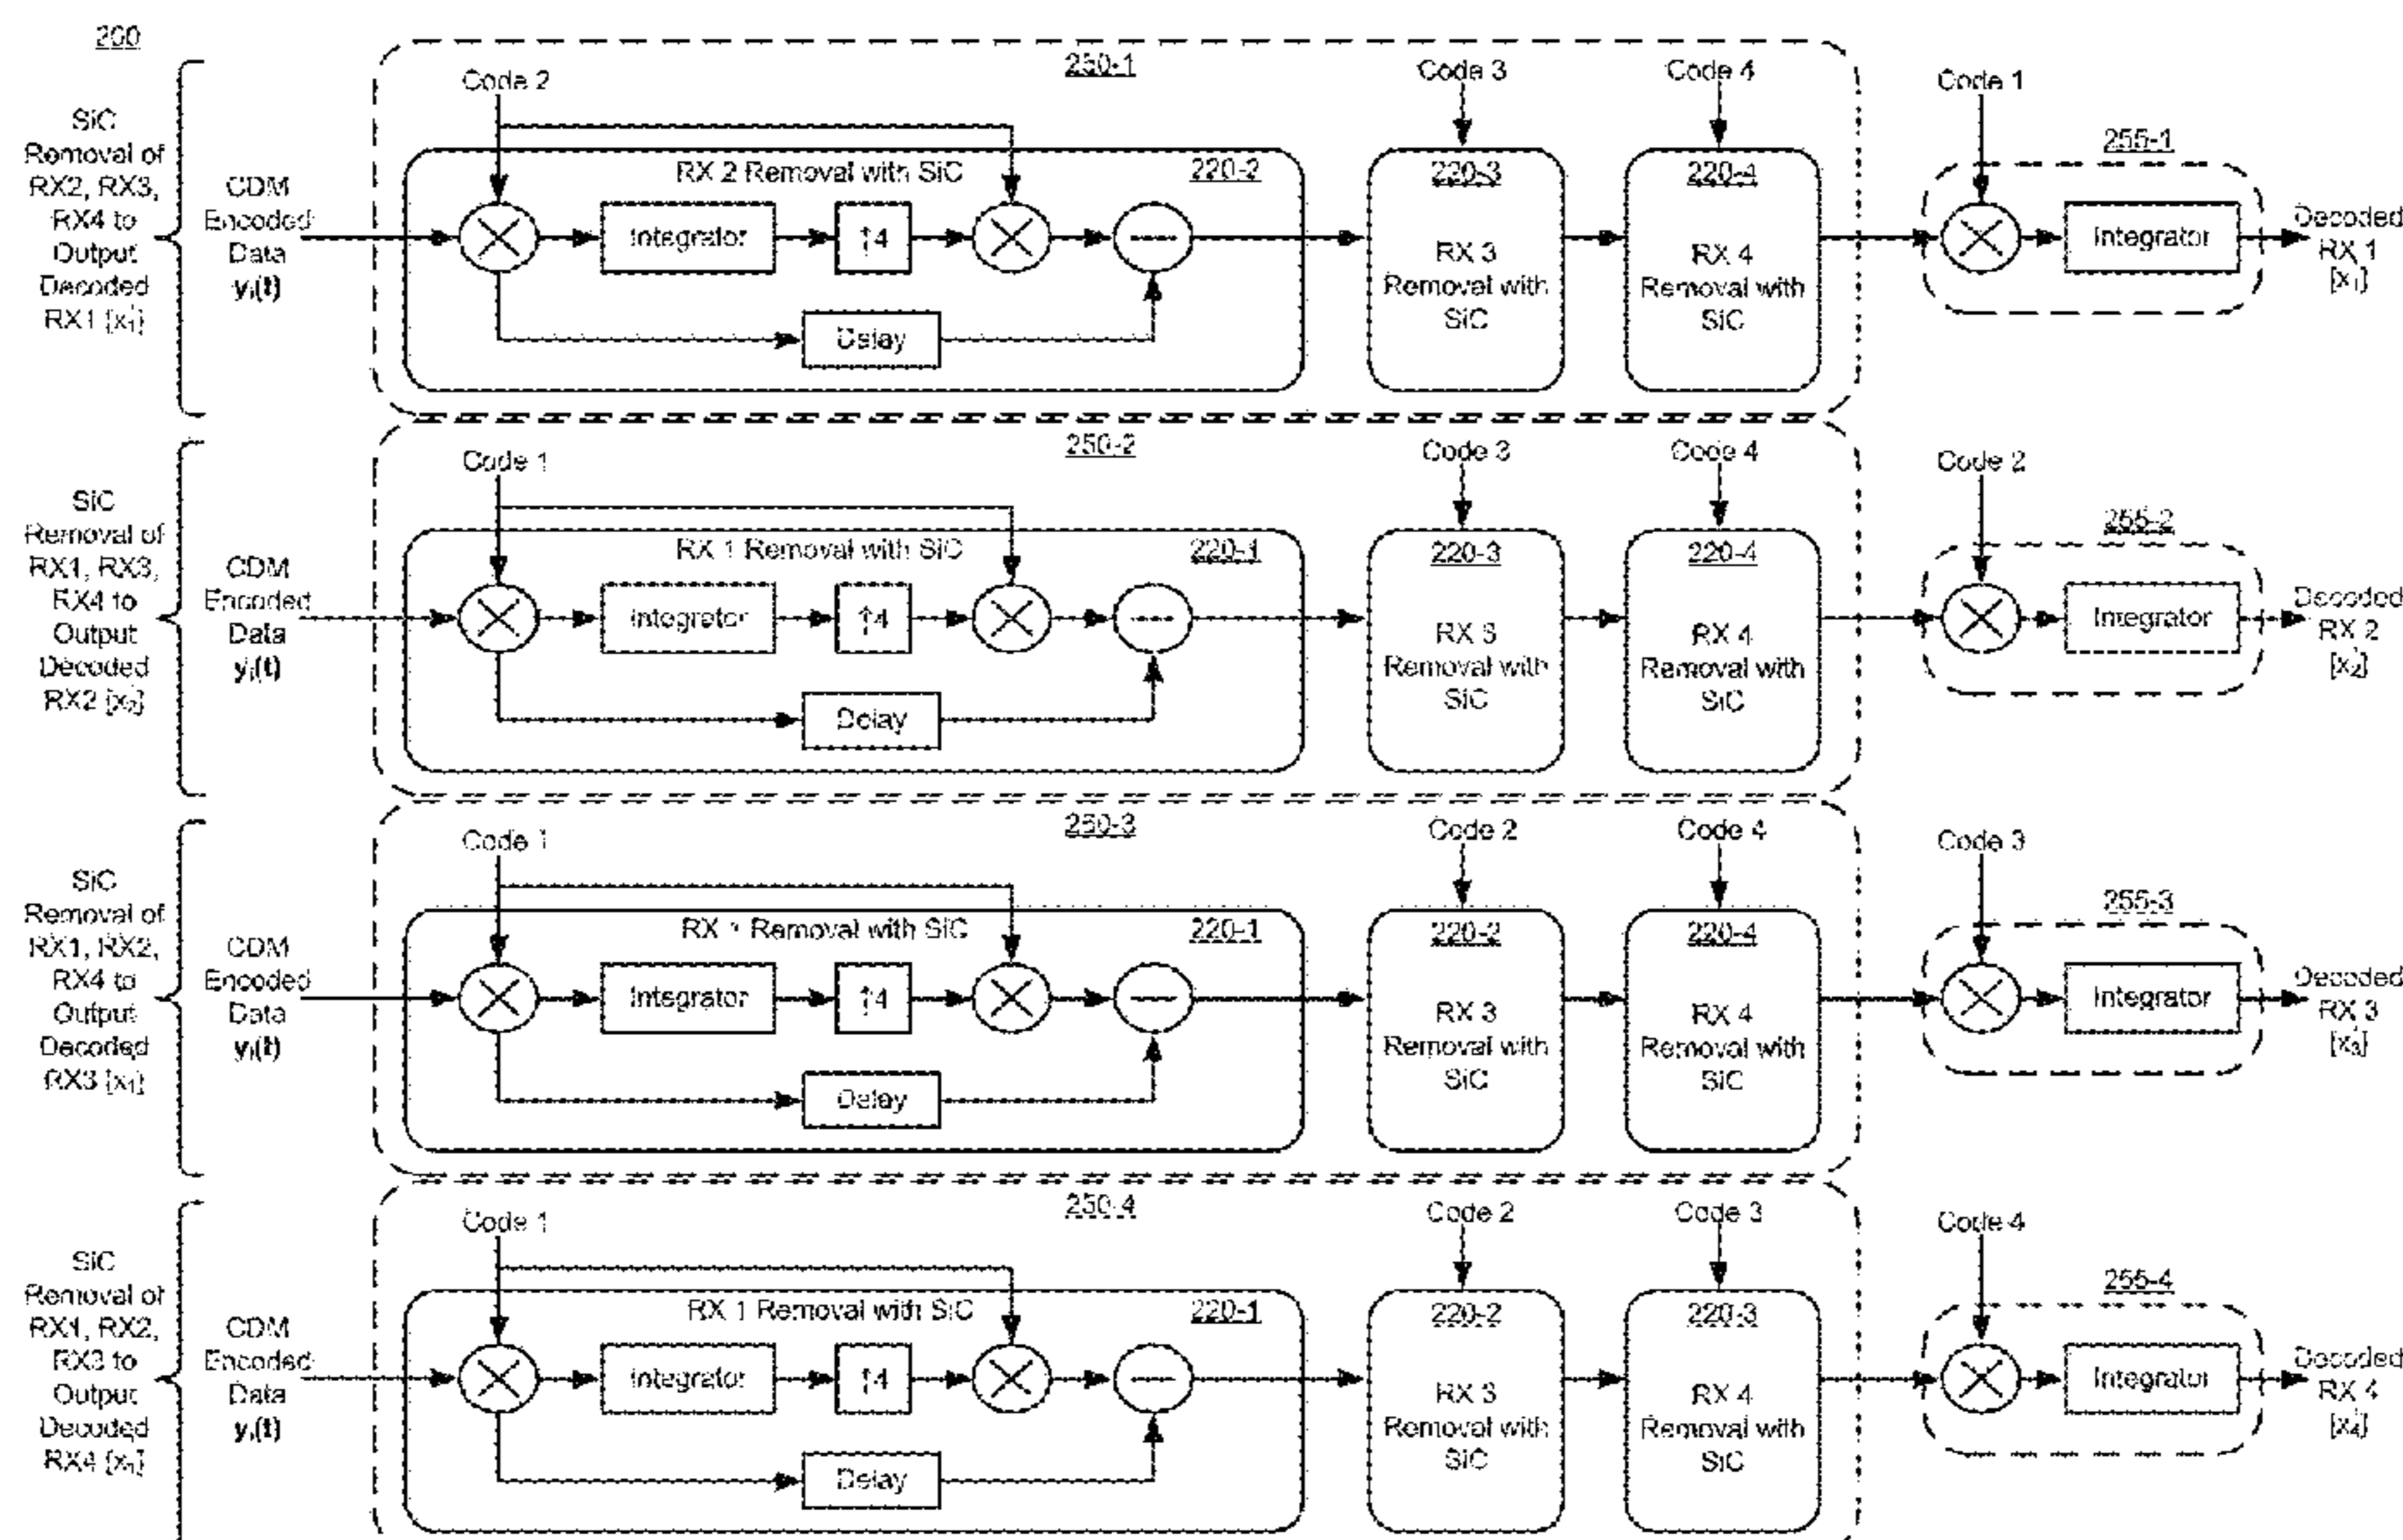 200
SiC
Removal of
RX2, RX3,
RX4 to
Output
Decoded
RX1 [x₁]
CDM
Encoded
Data
yᵢ(t)
Code 2
250-1
Code 3
Code 4
Code 1
RX 2 Removal with SiC
220-2
Integrator
↑4
Delay
220-3
RX 3
Removal with
SiC
220-4
RX 4
Removal with
SiC
255-1
Integrator
Decoded
RX 1
[x₁]
SiC
Removal of
RX1, RX3,
RX4 to
Output
Decoded
RX2 [x₂]
CDM
Encoded
Data
yᵢ(t)
Code 1
250-2
Code 3
Code 4
Code 2
RX 1 Removal with SiC
220-1
Integrator
↑4
Delay
220-3
RX 3
Removal with
SiC
220-4
RX 4
Removal with
SiC
255-2
Integrator
Decoded
RX 2
[x₂]
SiC
Removal of
RX1, RX2,
RX4 to
Output
Decoded
RX3 [x₁]
CDM
Encoded
Data
yᵢ(t)
Code 1
250-3
Code 2
Code 4
Code 3
RX 1 Removal with SiC
220-1
Integrator
↑4
Delay
220-2
RX 3
Removal with
SiC
220-4
RX 4
Removal with
SiC
255-3
Integrator
Decoded
RX 3
[x₃]
SiC
Removal of
RX1, RX2,
RX3 to
Output
Decoded
RX4 [x₁]
CDM
Encoded
Data
yᵢ(t)
Code 1
250-4
Code 2
Code 3
Code 4
RX 1 Removal with SiC
220-1
Integrator
↑4
Delay
220-2
RX 3
Removal with
SiC
220-3
RX 4
Removal with
SiC
255-4
Integrator
Decoded
RX 4
[x₄]